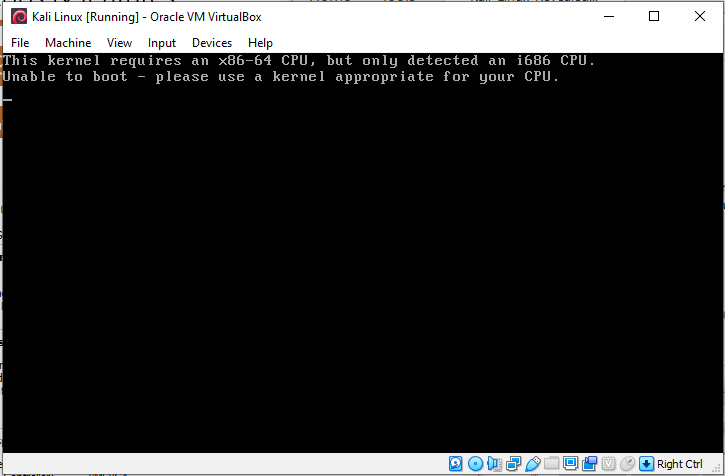 Kali Linux [Running] - Oracle VM VirtualBox
File Machine View Input Devices Help
This kernel requires an x86-64 CPU, but only detected an i686 CPU.
Unable to boot - please use a kernel appropriate for your CPU.
Right Ctrl